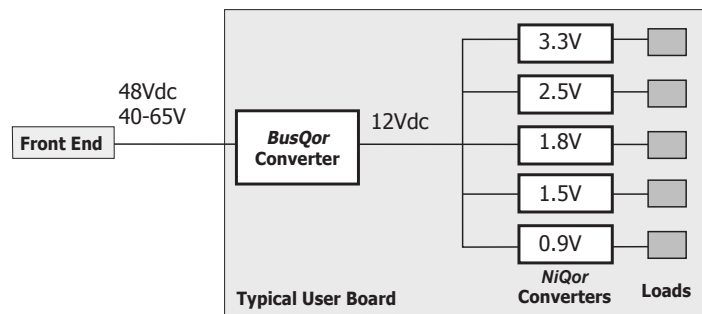 48Vdc
40-65V
Front End
BusQor
Converter
12Vdc
3.3V
2.5V
1.8V
1.5V
0.9V
NiQor
Converters
Loads
Typical User Board